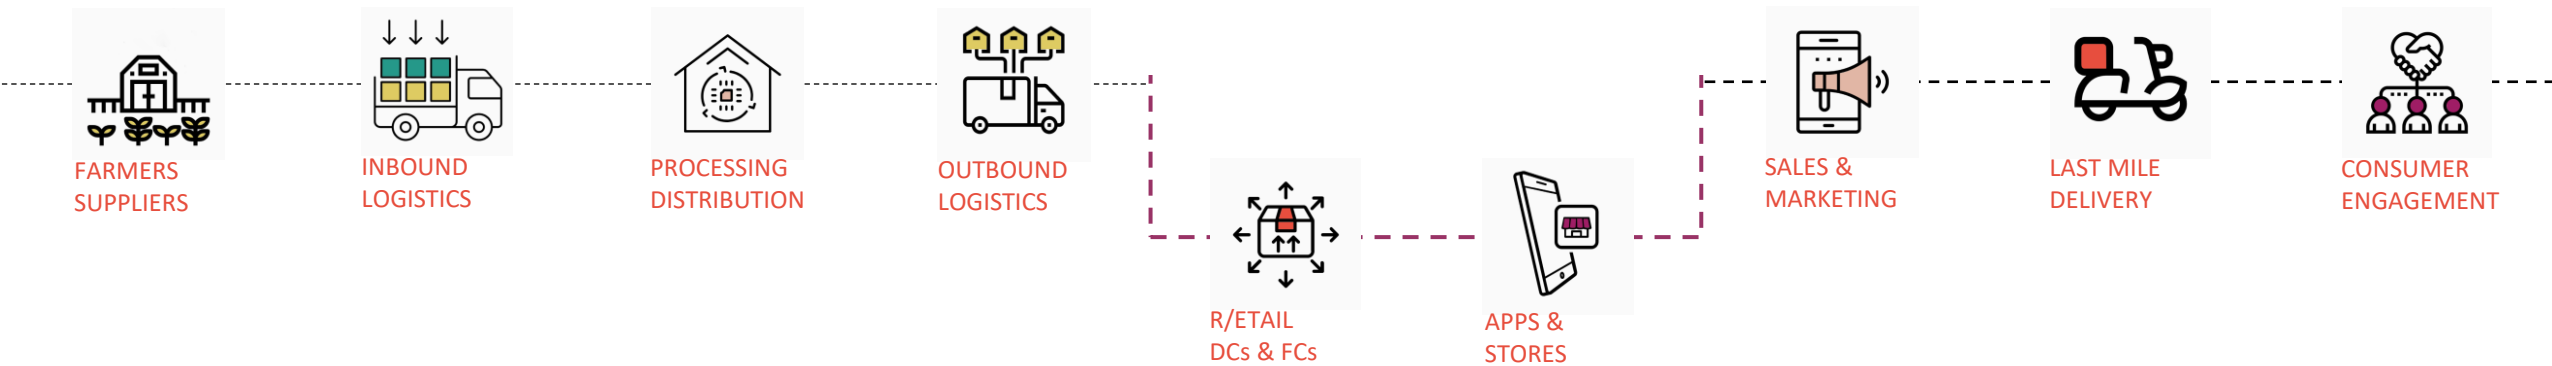 FARMERS
SUPPLIERS
INBOUND
LOGISTICS
PROCESSING
DISTRIBUTION
OUTBOUND
LOGISTICS
R/ETAIL
DCs & FCs
APPS &
STORES
SALES &
MARKETING
LAST MILE
DELIVERY
CONSUMER
ENGAGEMENT